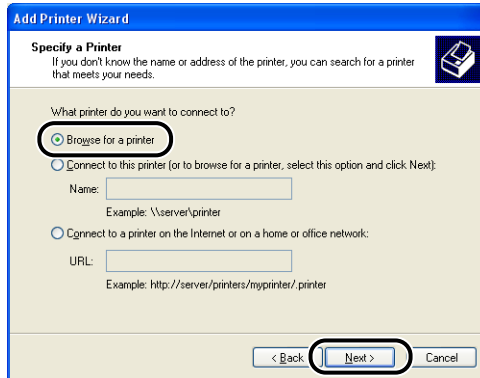 Add Printer Wizard
Specify a Printer
If you don't know the name or address of the printer, you can search for a printer
that meets your needs.
What printer do you want to connect to?
Browse for a printer
Connect to this printer (or to browse for a printer, select this option and click Next):
Name:
Example: \\server\printer
Connect to a printer on the Internet or on a home or office network:
URL:
Example: http://server/printers/myprinter/.printer
< Back Next > Cancel